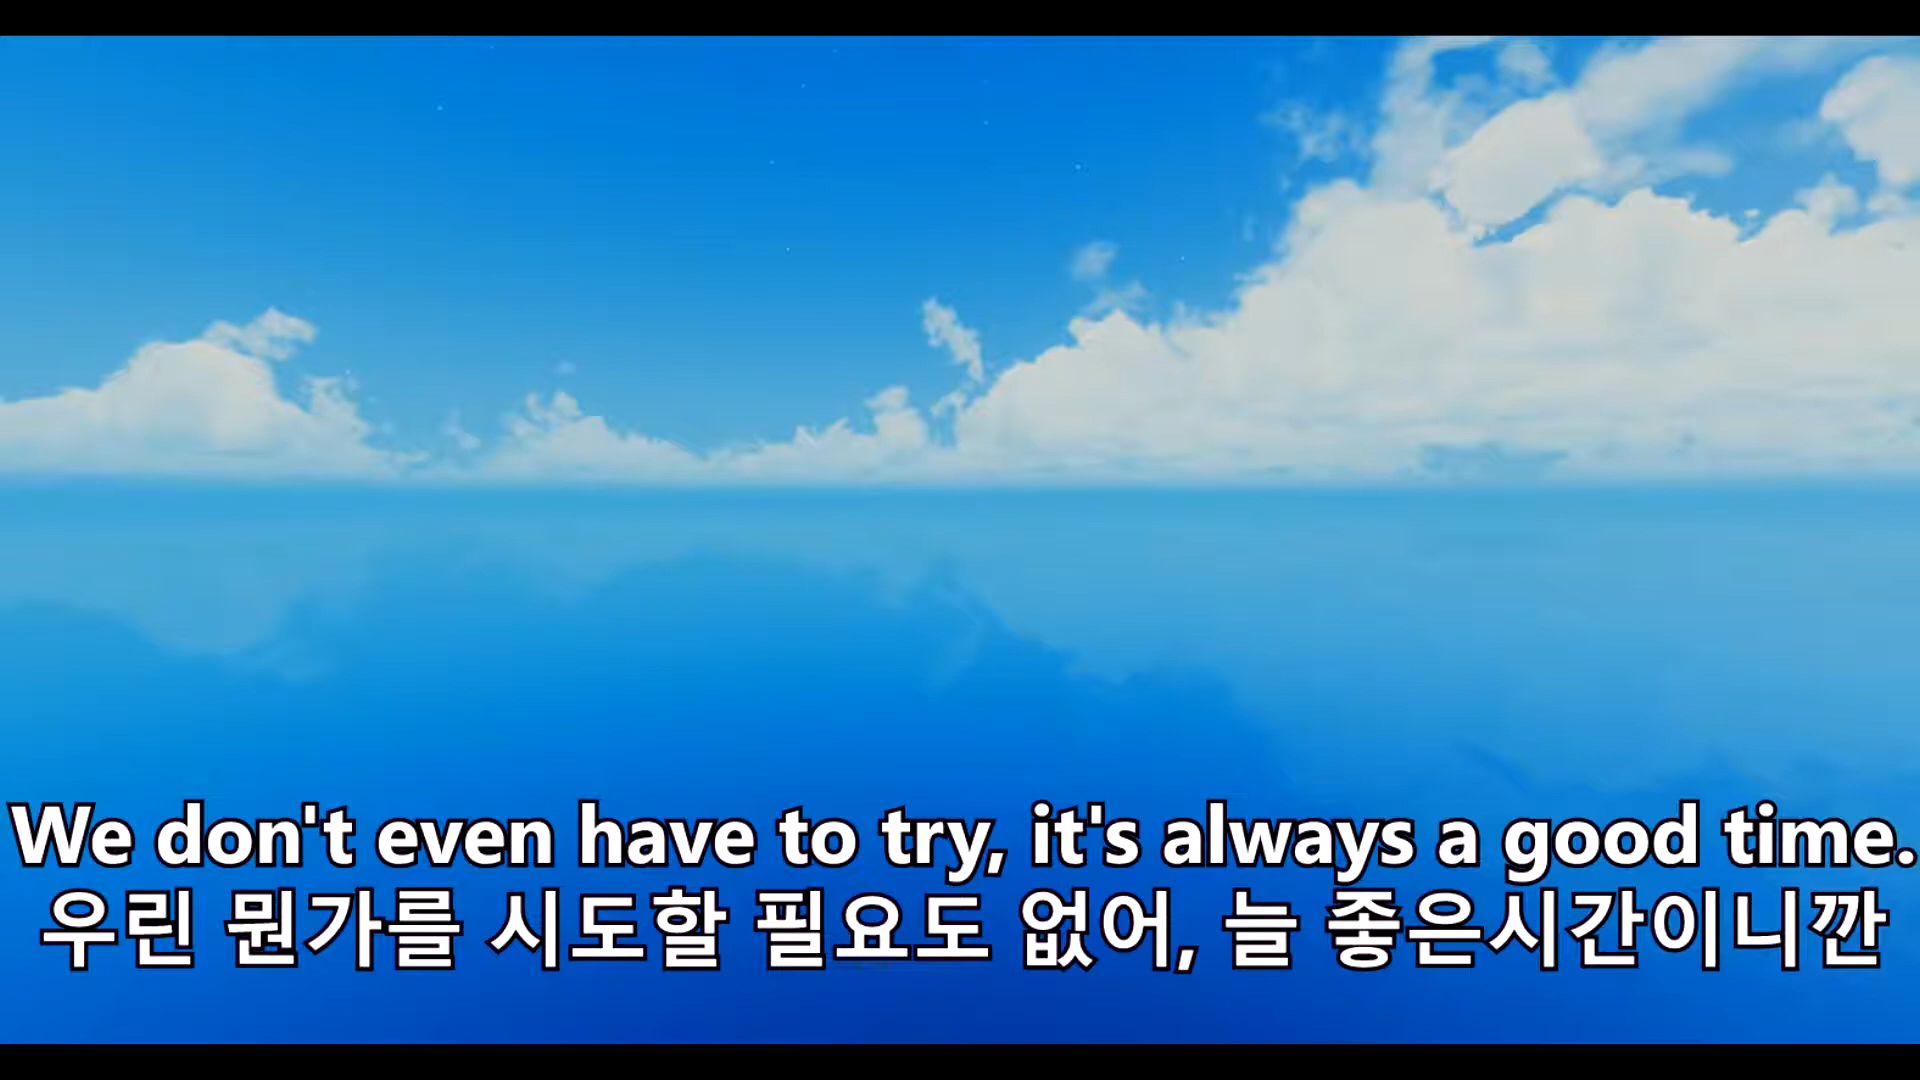 We don't even have to try, it's always a good time.
우린 뭔가를 시도할 필요도 없어, 늘 좋은시간이니깐